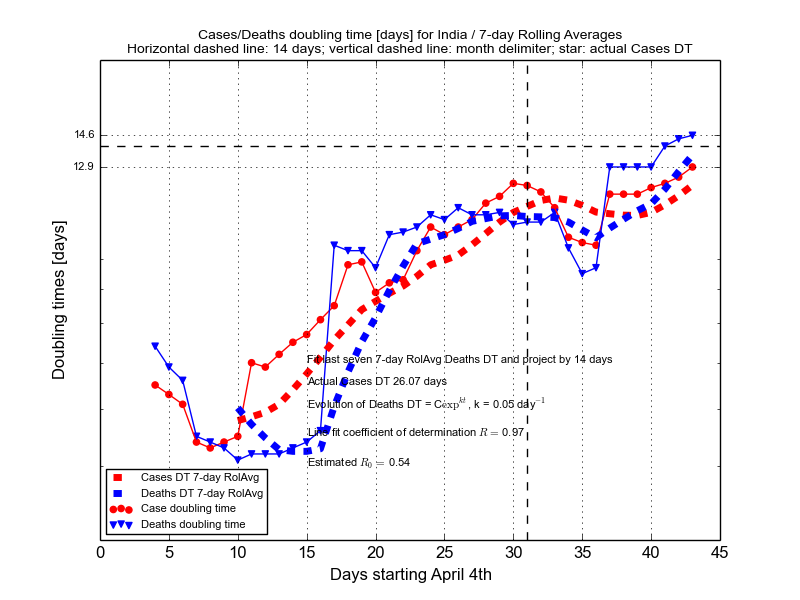 Cases/Deaths doubling time [days] for India / 7-day Rolling Averages
Horizontal dashed line: 14 days; vertical dashed line: month delimiter; star: actual Cases DT
14.6
12.9
Doubling times [days]
Fit last seven 7-day RolAvg Deaths DT and project by 14 days
Actual Cases DT 26.07 days
Evolution of Deaths DT = Cexp^{kt}, k = 0.05 day^{−1}
Line fit coefficient of determination R = 0.97
Estimated R_0 = 0.54
Cases DT 7-day RolAvg
Deaths DT 7-day RolAvg
Case doubling time
Deaths doubling time
0 5 10 15 20 25 30 35 40 45
Days starting April 4th